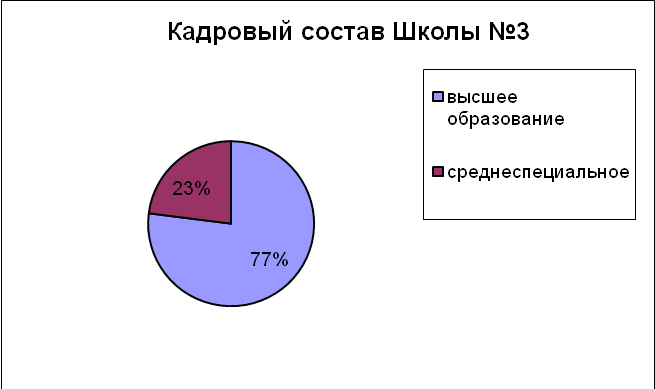 Кадровый состав Школы №3
высшее
образование
среднеспециальное
23%
77%